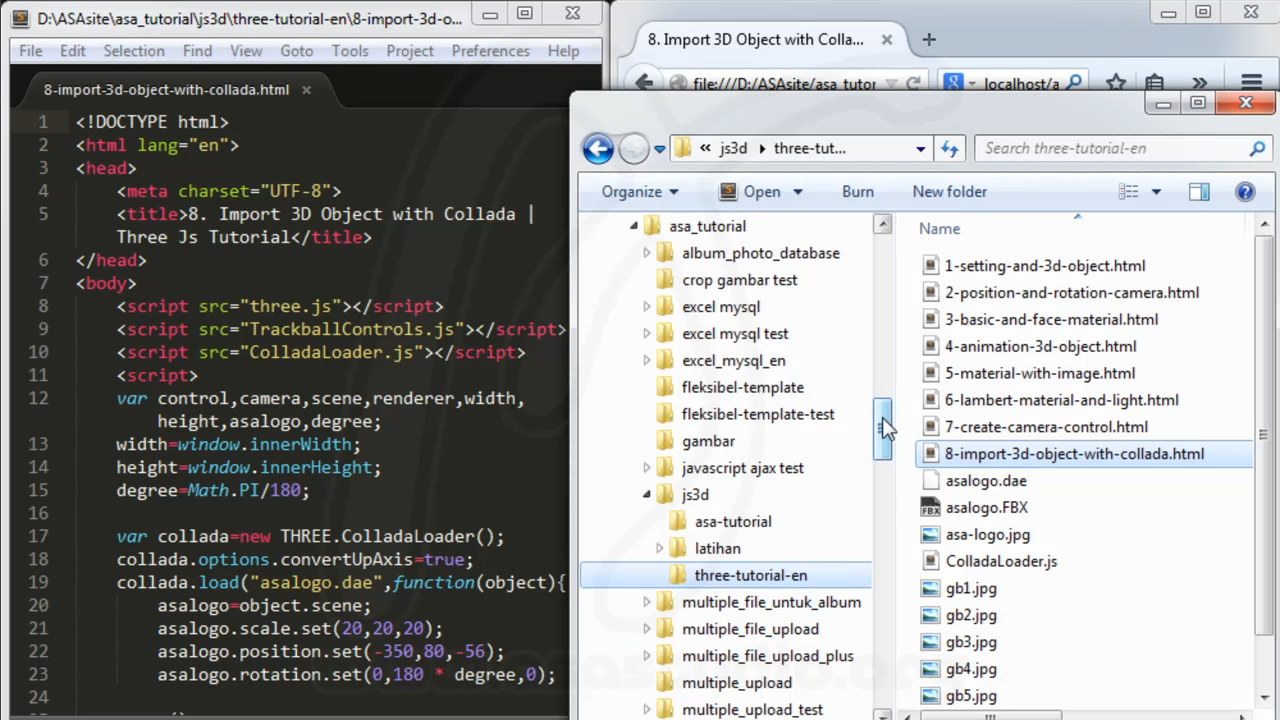 D:\ASAsite\asa_tutorial\js3d\three-tutorial-en\8-import-3d-o...
File Edit Selection Find View Goto Tools Project Preferences Help
8-import-3d-object-with-collada.html ×
1 <!DOCTYPE html>
2 <html lang="en">
3 <head>
4 <meta charset="UTF-8">
5 <title>8. Import 3D Object with Collada |
Three Js Tutorial</title>
6 </head>
7 <body>
8 <script src="three.js"></script>
9 <script src="TrackballControls.js"></script>
10 <script src="ColladaLoader.js"></script>
11 <script>
12 var control,camera,scene,renderer,width,
height,asalogo,degree;
13 width=window.innerWidth;
14 height=window.innerHeight;
15 degree=Math.PI/180;
16
17 var collada=new THREE.ColladaLoader();
18 collada.options.convertUpAxis=true;
19 collada.load("asalogo.dae",function(object){
20 asalogo=object.scene;
21 asalogo.scale.set(20,20,20);
22 asalogo.position.set(-350,80,-56);
23 asalogo.rotation.set(0,180 * degree,0);
24
8. Import 3D Object with Colla... ×
file:///D:/ASAsite/asa_tutor
localhost/a
js3d three-tut...
Search three-tutorial-en
Organize Open Burn New folder
asa_tutorial
album_photo_database
crop gambar test
excel mysql
excel mysql test
excel_mysql_en
fleksibel-template
fleksibel-template-test
gambar
javascript ajax test
js3d
asa-tutorial
latihan
three-tutorial-en
multiple_file_untuk_album
multiple_file_upload
multiple_file_upload_plus
multiple_upload
multiple_upload_test
Name
1-setting-and-3d-object.html
2-position-and-rotation-camera.html
3-basic-and-face-material.html
4-animation-3d-object.html
5-material-with-image.html
6-lambert-material-and-light.html
7-create-camera-control.html
8-import-3d-object-with-collada.html
asalogo.dae
asalogo.FBX
asa-logo.jpg
ColladaLoader.js
gb1.jpg
gb2.jpg
gb3.jpg
gb4.jpg
gb5.jpg